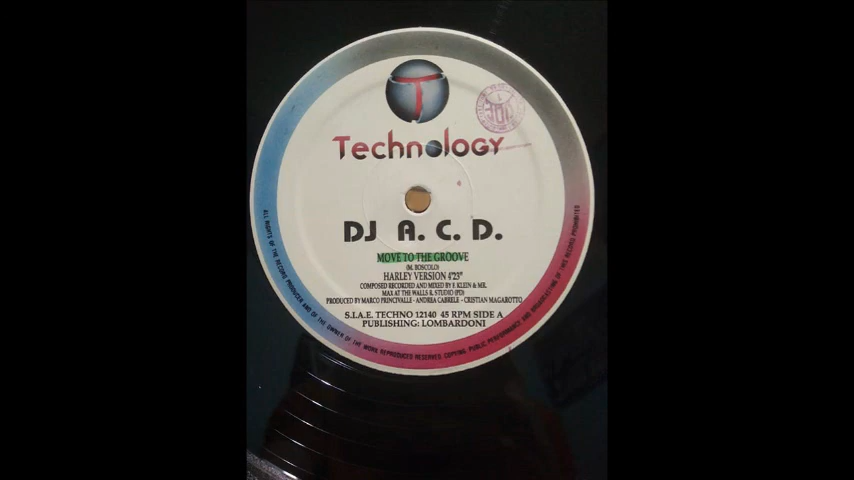 T
Technology
DJ A. C. D.
MOVE TO THE GROOVE
(M. BOSCOLO)
HARLEY VERSION 4'23"
COMPOSED RECORDED AND MIXED BY F. KLEIN & MR.
MAX AT THE WALLS R. STUDIO (PD)
PRODUCED BY MARCO PRINCIVALLE - ANDREA CABRELE - CRISTIAN MAGAROTTO
S.I.A.E. TECHNO 12140 45 RPM SIDE A
PUBLISHING: LOMBARDONI
ALL RIGHTS OF THE RECORD PRODUCER AND OF THE OWNER OF THE WORK REPRODUCED RESERVED. COPYING, PUBLIC PERFORMANCE AND BROADCASTING OF THIS RECORD PROHIBITED